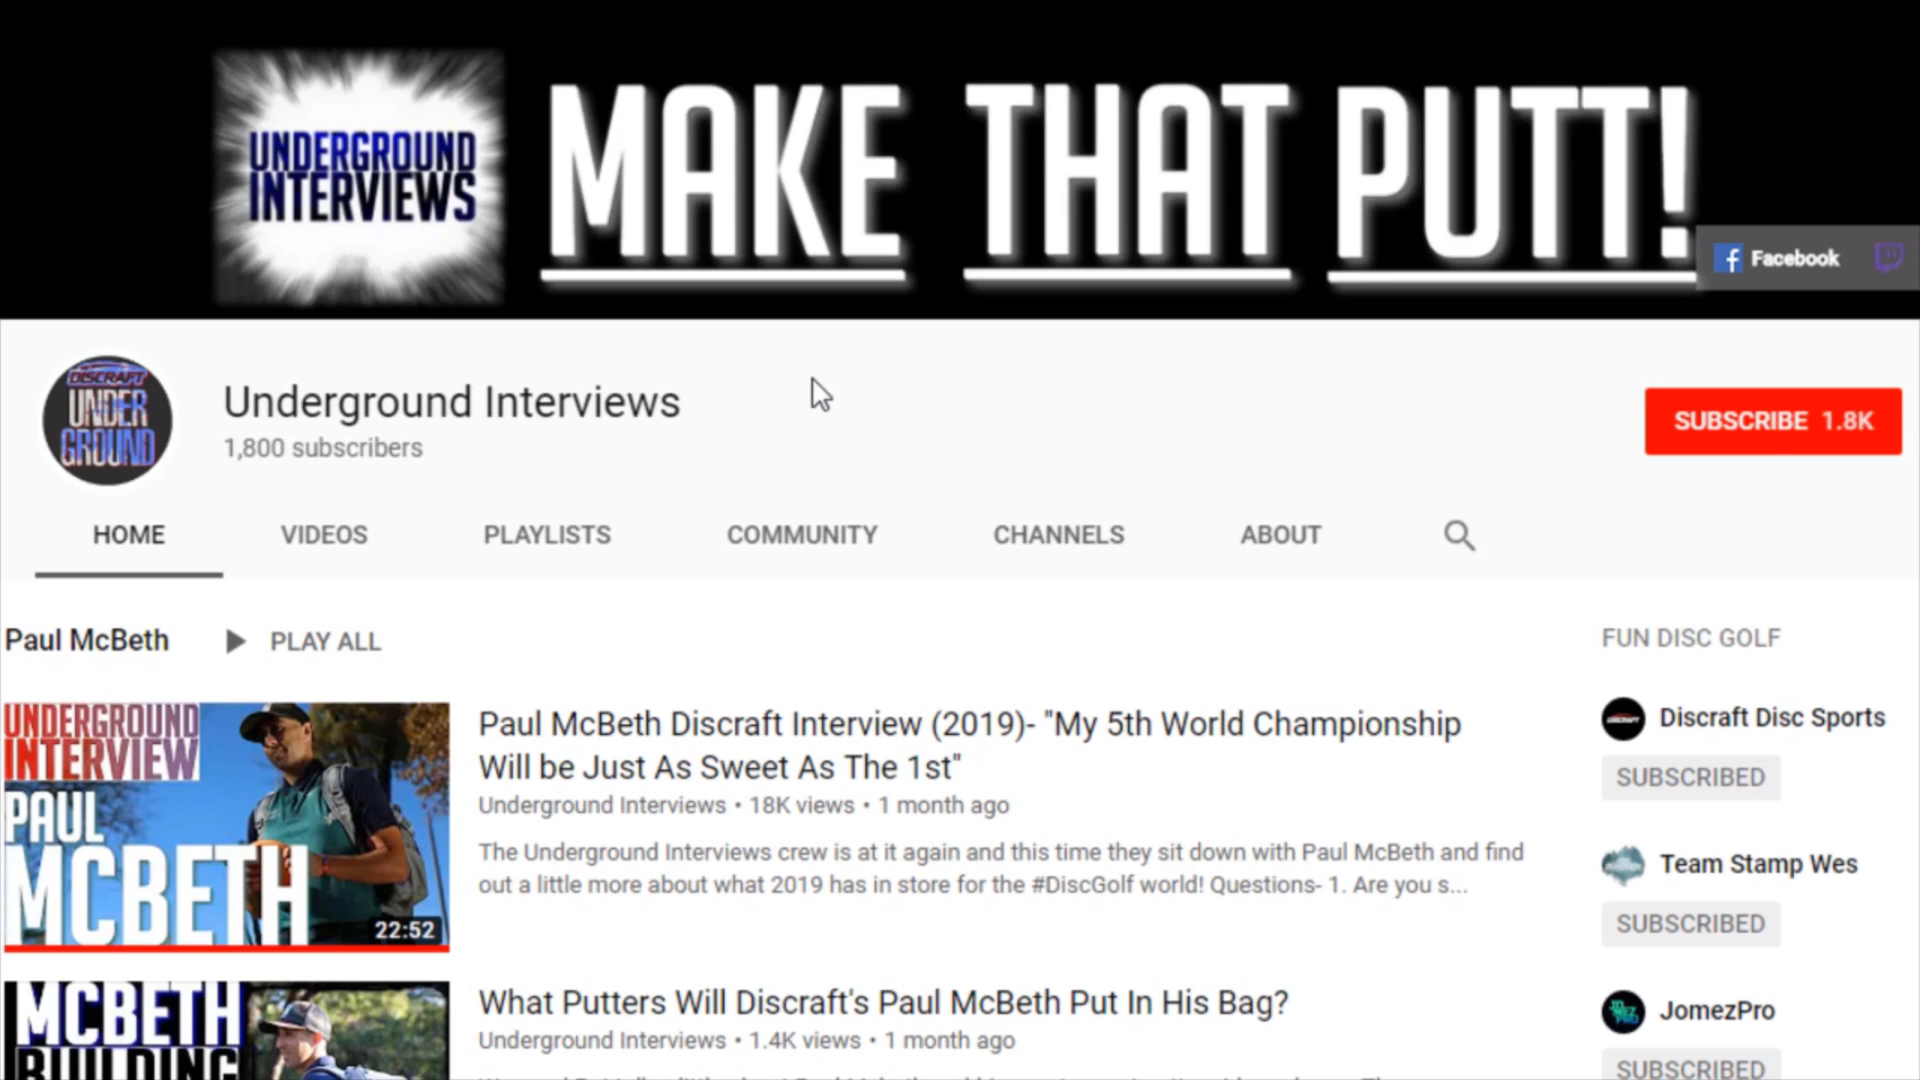 UNDERGROUND
INTERVIEWS
MAKE THAT PUTT!
Facebook
DISCRAFT
UNDER
GROUND
Underground Interviews
1,800 subscribers
SUBSCRIBE 1.8K
HOME VIDEOS PLAYLISTS COMMUNITY CHANNELS ABOUT
Paul McBeth PLAY ALL
UNDERGROUND
INTERVIEW
PAUL
MCBETH
22:52
Paul McBeth Discraft Interview (2019)- "My 5th World Championship
Will be Just As Sweet As The 1st"
Underground Interviews • 18K views • 1 month ago
The Underground Interviews crew is at it again and this time they sit down with Paul McBeth and find
out a little more about what 2019 has in store for the #DiscGolf world! Questions- 1. Are you s...
MCBETH
BUILDING
What Putters Will Discraft's Paul McBeth Put In His Bag?
Underground Interviews • 1.4K views • 1 month ago
FUN DISC GOLF
Discraft Disc Sports
SUBSCRIBED
Team Stamp Wes
SUBSCRIBED
JomezPro
SUBSCRIBED